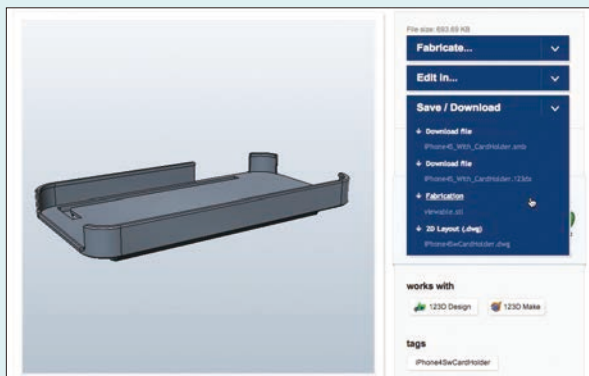 File size: 693.89 KB
Fabricate...
Edit in...
Save / Download
Download file
iPhone4S_With_CardHolder.smb
Download file
iPhone4S_With_CardHolder.123dx
Fabrication
viewable.stl
2D Layout (.dwg)
iPhone4SwCardHolder.dwg
works with
123D Design
123D Make
tags
iPhone4SwCardHolder